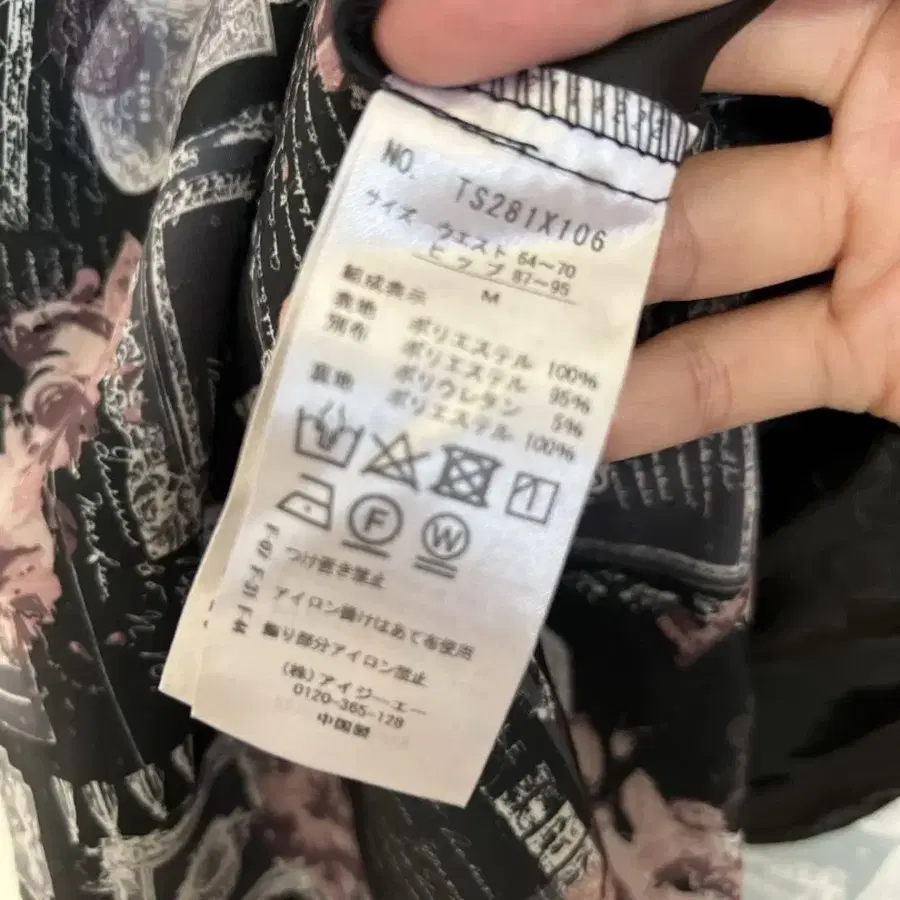 NO. TS281X106
サイズ ウエスト 64～70
ヒップ 87～95
M
組成表示
表地 ポリエステル 100%
別布 ポリエステル 95%
ポリウレタン 5%
裏地 ポリエステル 100%
F
W
つけ置き禁止
アイロン掛けはあて布使用
飾り部分アイロン禁止
(株)アイジーエー
0120-365-128
中国製